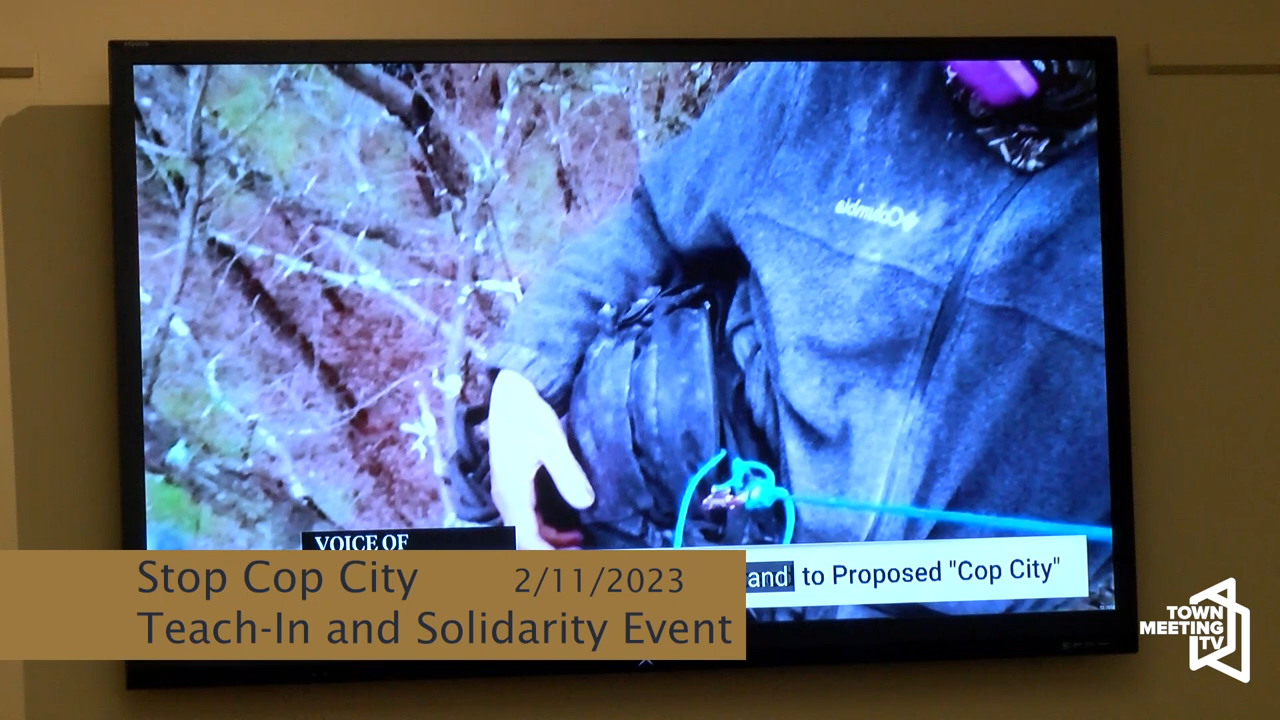 Columbia
VOICE OF
and to Proposed "Cop City"
Stop Cop City 2/11/2023
Teach-In and Solidarity Event
TOWN
MEETING
TV